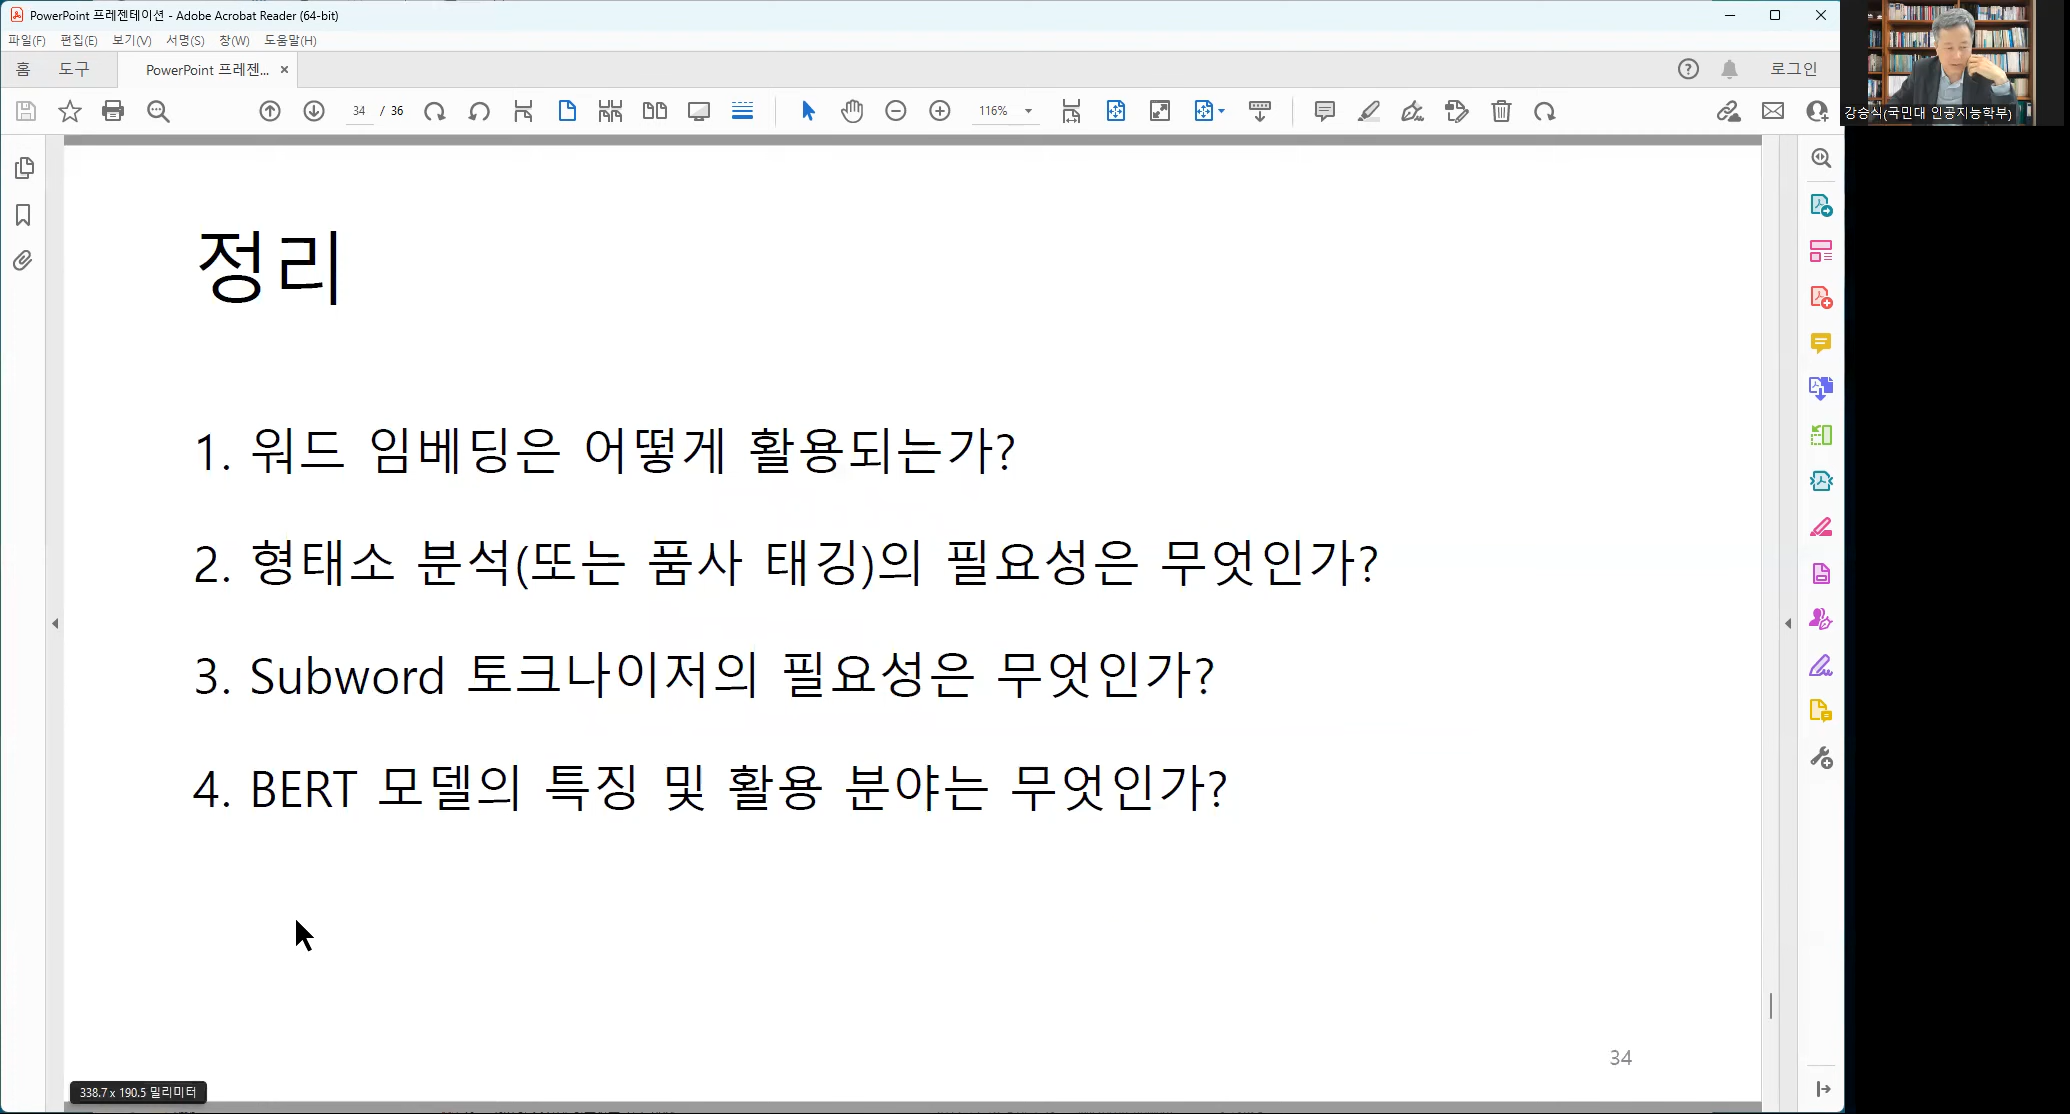 PowerPoint 프레젠테이션 - Adobe Acrobat Reader (64-bit)
파일(F) 편집(E) 보기(V) 서명(S) 창(W) 도움말(H)
홈 도구 PowerPoint 프레젠... × 로그인
34 / 36 116%
강승식(국민대 인공지능학부)
정리
1. 워드 임베딩은 어떻게 활용되는가?
2. 형태소 분석(또는 품사 태깅)의 필요성은 무엇인가?
3. Subword 토크나이저의 필요성은 무엇인가?
4. BERT 모델의 특징 및 활용 분야는 무엇인가?
34
338.7 x 190.5 밀리미터